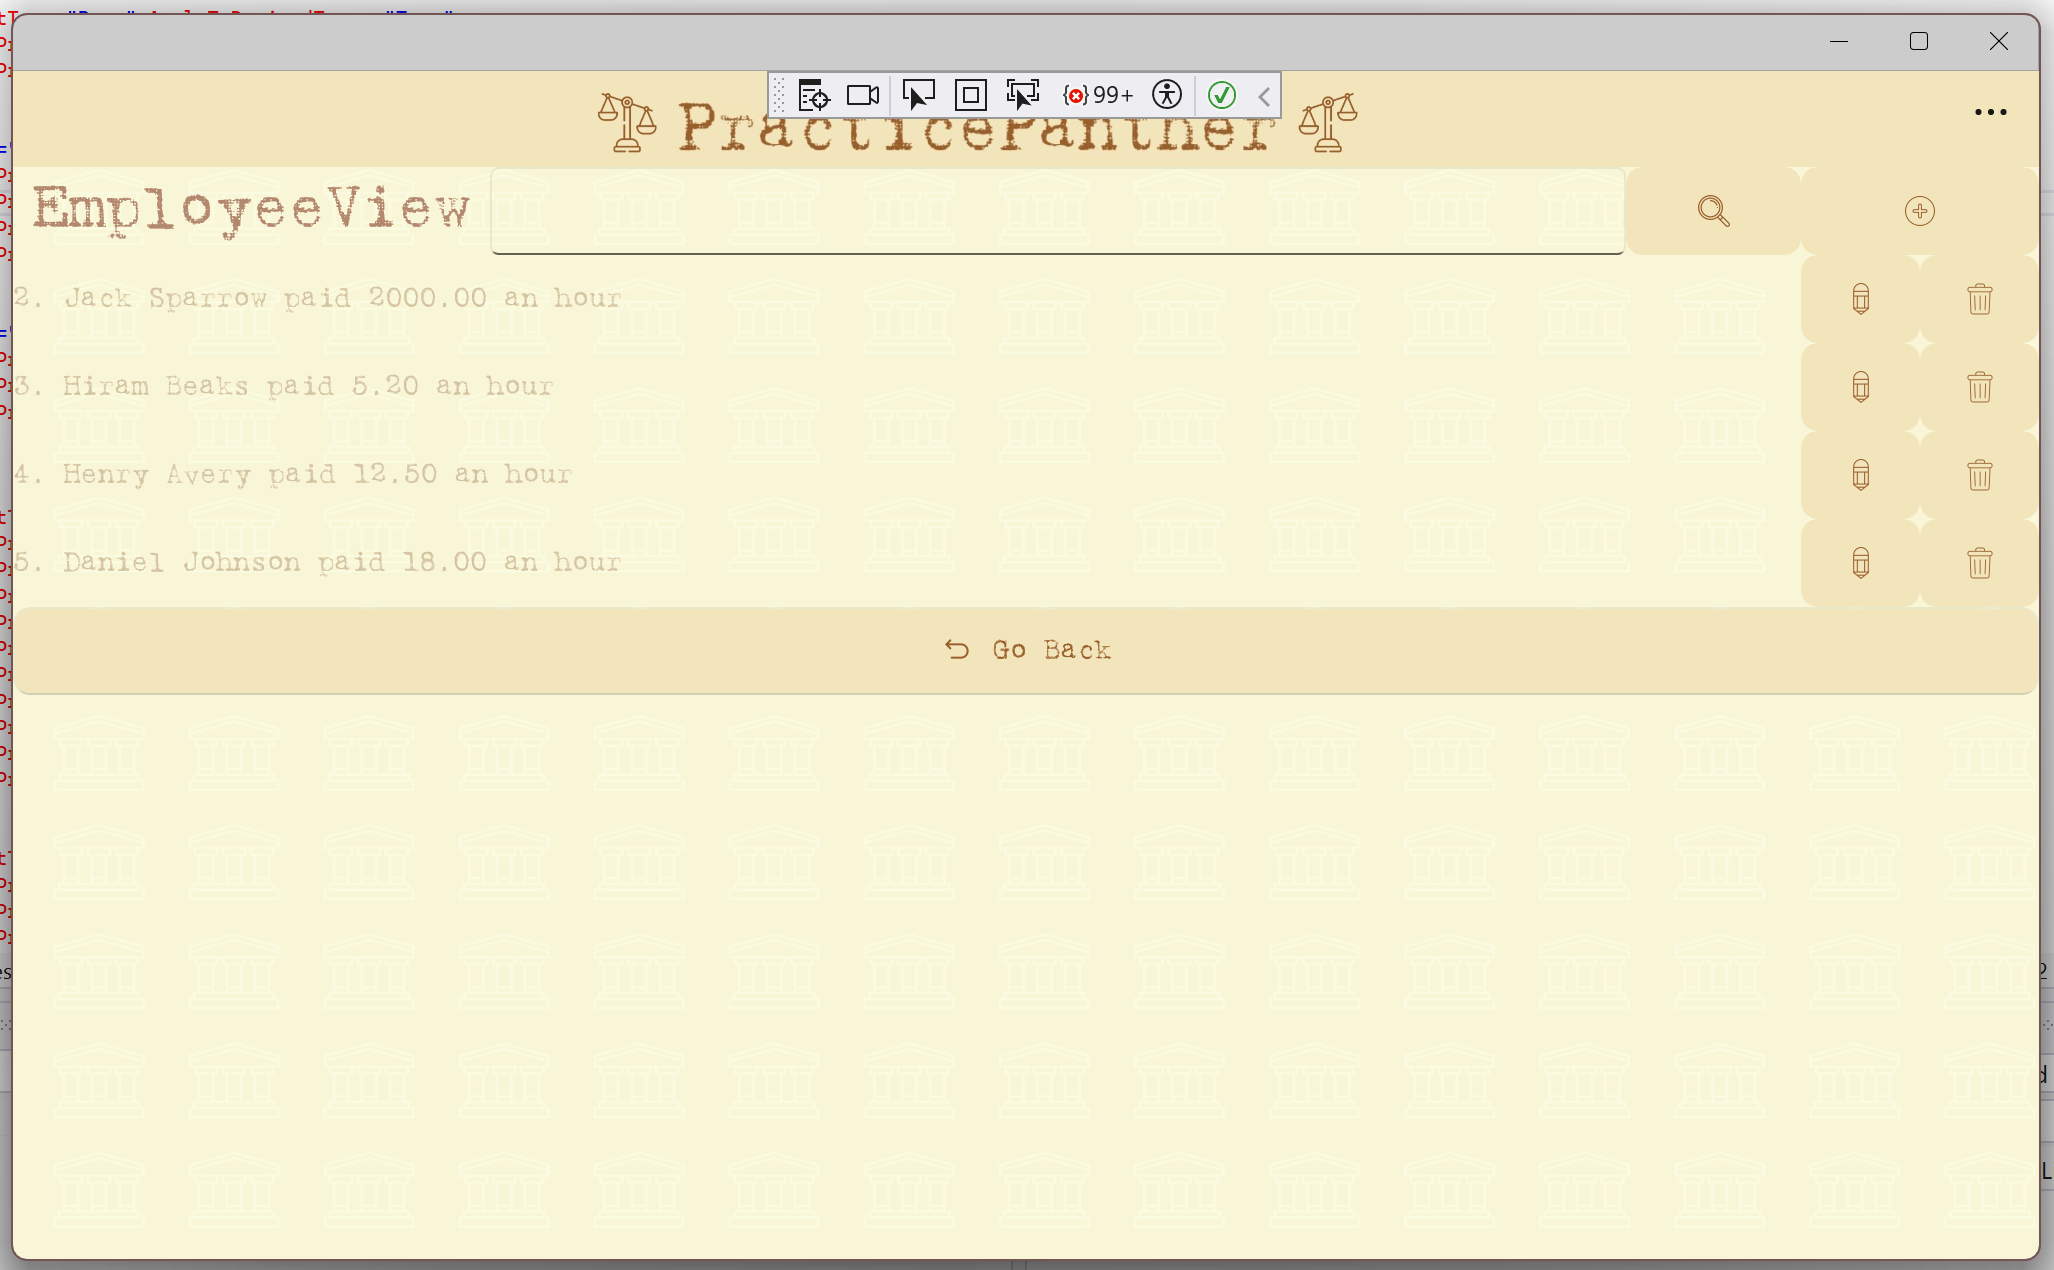 99+
PracticePanther
EmployeeView
2. Jack Sparrow paid 2000.00 an hour
3. Hiram Beaks paid 5.20 an hour
4. Henry Avery paid 12.50 an hour
5. Daniel Johnson paid 18.00 an hour
Go Back